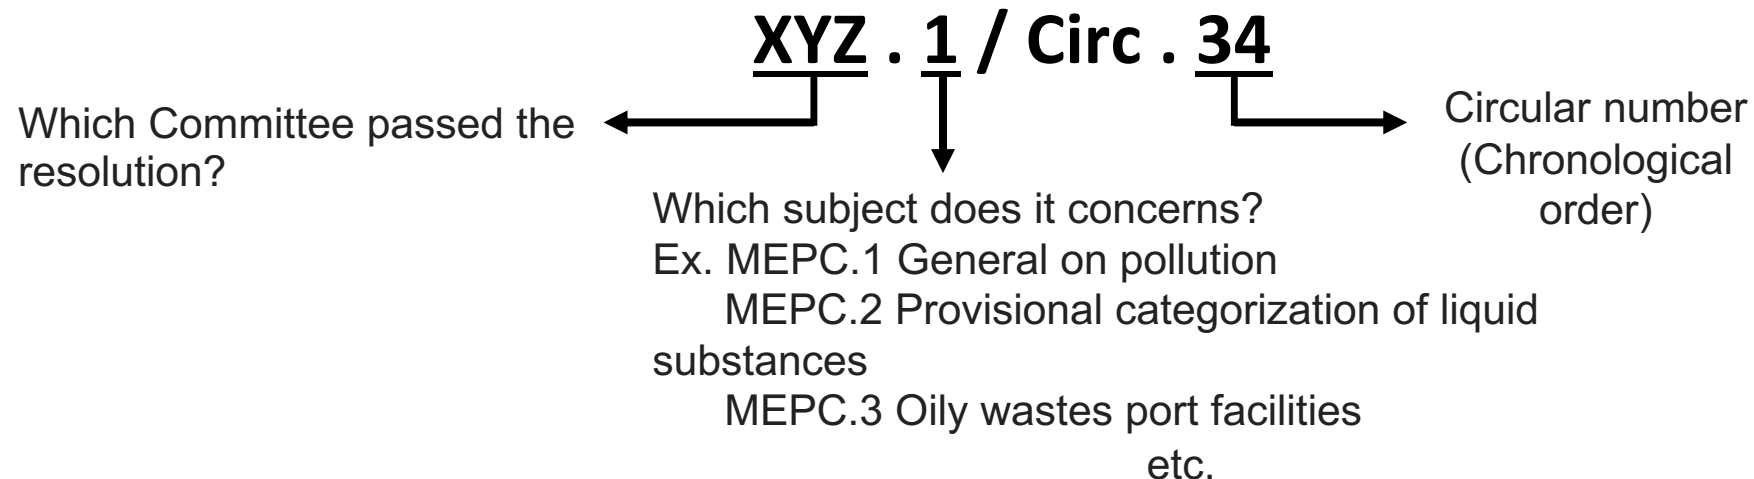 XYZ . 1 / Circ . 34
Which Committee passed the
resolution?
Which subject does it concerns?
Ex. MEPC.1 General on pollution
MEPC.2 Provisional categorization of liquid
substances
MEPC.3 Oily wastes port facilities
etc.
Circular number
(Chronological
order)